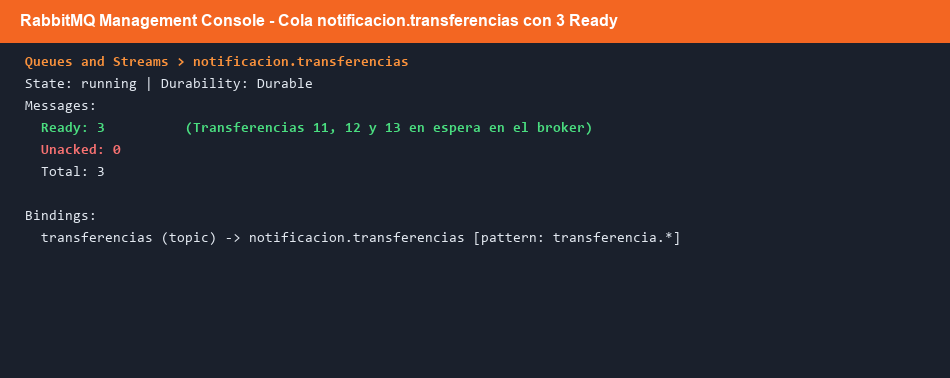 RabbitMQ Management Console - Cola notificacion.transferencias con 3 Ready
Queues and Streams > notificacion.transferencias
State: running | Durability: Durable
Messages:
Ready: 3 (Transferencias 11, 12 y 13 en espera en el broker)
Unacked: 0
Total: 3
Bindings:
transferencias (topic) -> notificacion.transferencias [pattern: transferencia.*]